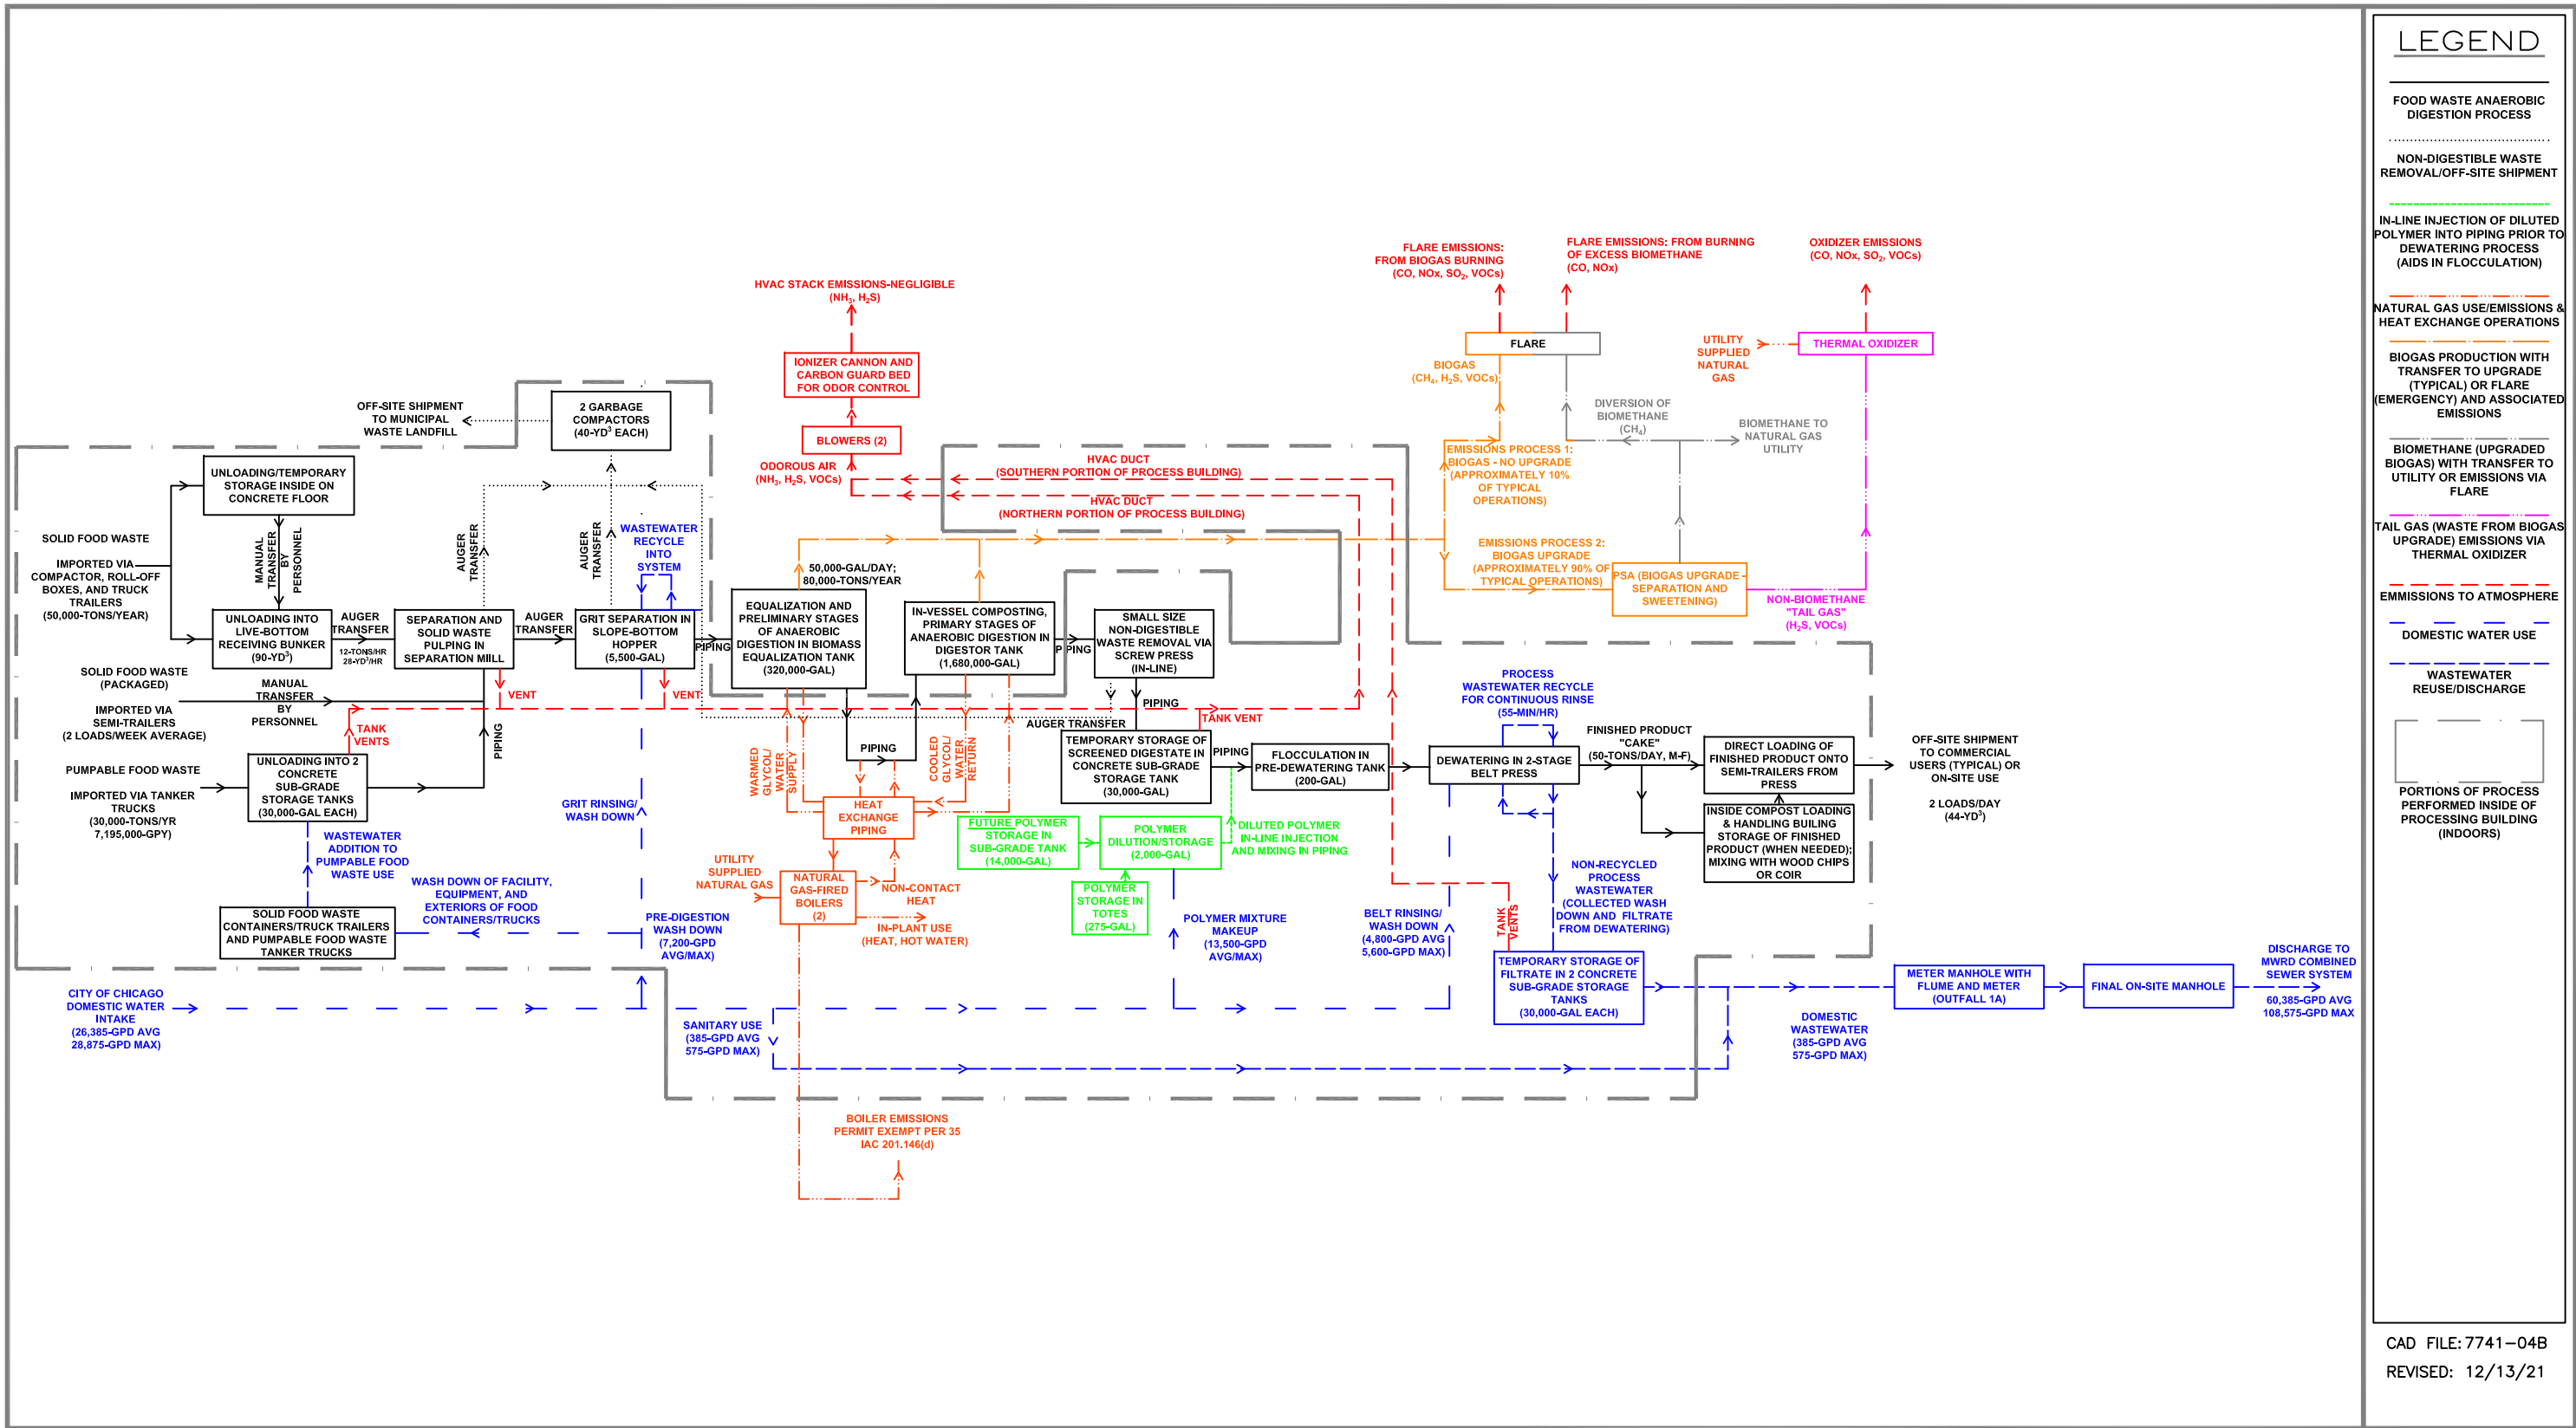 FLARE EMISSIONS:
FROM BIOGAS BURNING
(CO, NOx, SO₂, VOCs)
FLARE EMISSIONS: FROM BURNING
OF EXCESS BIOMETHANE
(CO, NOx)
OXIDIZER EMISSIONS
(CO, NOx, SO₂, VOCs)
HVAC STACK EMISSIONS-NEGLIGIBLE
(NH₃, H₂S)
IONIZER CANNON AND
CARBON GUARD BED
FOR ODOR CONTROL
BLOWERS (2)
ODOROUS AIR
(NH₃, H₂S, VOCs)
FLARE
UTILITY
SUPPLIED
NATURAL
GAS
THERMAL OXIDIZER
BIOGAS
(CH₄, H₂S, VOCs)
DIVERSION OF
BIOMETHANE
(CH₄)
BIOMETHANE TO
NATURAL GAS
UTILITY
OFF-SITE SHIPMENT
TO MUNICIPAL
WASTE LANDFILL
2 GARBAGE
COMPACTORS
(40-YD³ EACH)
HVAC DUCT
(SOUTHERN PORTION OF PROCESS BUILDING)
HVAC DUCT
(NORTHERN PORTION OF PROCESS BUILDING)
EMISSIONS PROCESS 1:
BIOGAS - NO UPGRADE
(APPROXIMATELY 10%
OF TYPICAL
OPERATIONS)
EMISSIONS PROCESS 2:
BIOGAS UPGRADE
(APPROXIMATELY 90% OF
TYPICAL OPERATIONS)
PSA (BIOGAS UPGRADE -
SEPARATION AND
SWEETENING)
NON-BIOMETHANE
"TAIL GAS"
(H₂S, VOCs)
UNLOADING/TEMPORARY
STORAGE INSIDE ON
CONCRETE FLOOR
MANUAL
TRANSFER
BY
PERSONNEL
SOLID FOOD WASTE
IMPORTED VIA
COMPACTOR, ROLL-OFF
BOXES, AND TRUCK
TRAILERS
(50,000-TONS/YEAR)
UNLOADING INTO
LIVE-BOTTOM
RECEIVING BUNKER
(90-YD³)
AUGER
TRANSFER
12-TONS/HR
28-YD³/HR
SEPARATION AND
SOLID WASTE
PULPING IN
SEPARATION MILL
AUGER
TRANSFER
AUGER
TRANSFER
GRIT SEPARATION IN
SLOPE-BOTTOM
HOPPER
(5,500-GAL)
AUGER
TRANSFER
WASTEWATER
RECYCLE
INTO
SYSTEM
PIPING
50,000-GAL/DAY;
80,000-TONS/YEAR
EQUALIZATION AND
PRELIMINARY STAGES
OF ANAEROBIC
DIGESTION IN BIOMASS
EQUALIZATION TANK
(320,000-GAL)
IN-VESSEL COMPOSTING,
PRIMARY STAGES OF
ANAEROBIC DIGESTION IN
DIGESTOR TANK
(1,680,000-GAL)
PIPING
SMALL SIZE
NON-DIGESTIBLE
WASTE REMOVAL VIA
SCREW PRESS
(IN-LINE)
PIPING
AUGER TRANSFER
TANK VENT
SOLID FOOD WASTE
(PACKAGED)
IMPORTED VIA
SEMI-TRAILERS
(2 LOADS/WEEK AVERAGE)
MANUAL
TRANSFER
BY
PERSONNEL
VENT
VENT
TANK
VENTS
PIPING
PUMPABLE FOOD WASTE
IMPORTED VIA TANKER
TRUCKS
(30,000-TONS/YR
7,195,000-GPY)
UNLOADING INTO 2
CONCRETE
SUB-GRADE
STORAGE TANKS
(30,000-GAL EACH)
WASTEWATER
ADDITION TO
PUMPABLE FOOD
WASTE USE
WASH DOWN OF FACILITY,
EQUIPMENT, AND
EXTERIORS OF FOOD
CONTAINERS/TRUCKS
SOLID FOOD WASTE
CONTAINERS/TRUCK TRAILERS
AND PUMPABLE FOOD WASTE
TANKER TRUCKS
GRIT RINSING/
WASH DOWN
PRE-DIGESTION
WASH DOWN
(7,200-GPD
AVG/MAX)
PIPING
WARMED
GLYCOL/
WATER
SUPPLY
COOLED
GLYCOL/
WATER
RETURN
HEAT
EXCHANGE
PIPING
UTILITY
SUPPLIED
NATURAL GAS
NATURAL
GAS-FIRED
BOILERS
(2)
NON-CONTACT
HEAT
IN-PLANT USE
(HEAT, HOT WATER)
TEMPORARY STORAGE OF
SCREENED DIGESTATE IN
CONCRETE SUB-GRADE
STORAGE TANK
(30,000-GAL)
PIPING
FLOCCULATION IN
PRE-DEWATERING TANK
(200-GAL)
FUTURE POLYMER
STORAGE IN
SUB-GRADE TANK
(14,000-GAL)
POLYMER
DILUTION/STORAGE
(2,000-GAL)
DILUTED POLYMER
IN-LINE INJECTION
AND MIXING IN PIPING
POLYMER
STORAGE IN
TOTES
(275-GAL)
POLYMER MIXTURE
MAKEUP
(13,500-GPD
AVG/MAX)
PROCESS
WASTEWATER RECYCLE
FOR CONTINUOUS RINSE
(55-MIN/HR)
DEWATERING IN 2-STAGE
BELT PRESS
FINISHED PRODUCT
"CAKE"
(50-TONS/DAY, M-F)
DIRECT LOADING OF
FINISHED PRODUCT ONTO
SEMI-TRAILERS FROM
PRESS
OFF-SITE SHIPMENT
TO COMMERCIAL
USERS (TYPICAL) OR
ON-SITE USE
2 LOADS/DAY
(44-YD³)
INSIDE COMPOST LOADING
& HANDLING BUILING
STORAGE OF FINISHED
PRODUCT (WHEN NEEDED);
MIXING WITH WOOD CHIPS
OR COIR
BELT RINSING/
WASH DOWN
(4,800-GPD AVG
5,600-GPD MAX)
TANK
VENTS
NON-RECYCLED
PROCESS
WASTEWATER
(COLLECTED WASH
DOWN AND FILTRATE
FROM DEWATERING)
TEMPORARY STORAGE OF
FILTRATE IN 2 CONCRETE
SUB-GRADE STORAGE
TANKS
(30,000-GAL EACH)
METER MANHOLE WITH
FLUME AND METER
(OUTFALL 1A)
FINAL ON-SITE MANHOLE
DISCHARGE TO
MWRD COMBINED
SEWER SYSTEM
60,385-GPD AVG
108,575-GPD MAX
DOMESTIC
WASTEWATER
(385-GPD AVG
575-GPD MAX)
CITY OF CHICAGO
DOMESTIC WATER
INTAKE
(26,385-GPD AVG
28,875-GPD MAX)
SANITARY USE
(385-GPD AVG
575-GPD MAX)
BOILER EMISSIONS
PERMIT EXEMPT PER 35
IAC 201.146(d)
LEGEND
FOOD WASTE ANAEROBIC
DIGESTION PROCESS
NON-DIGESTIBLE WASTE
REMOVAL/OFF-SITE SHIPMENT
IN-LINE INJECTION OF DILUTED
POLYMER INTO PIPING PRIOR TO
DEWATERING PROCESS
(AIDS IN FLOCCULATION)
NATURAL GAS USE/EMISSIONS &
HEAT EXCHANGE OPERATIONS
BIOGAS PRODUCTION WITH
TRANSFER TO UPGRADE
(TYPICAL) OR FLARE
(EMERGENCY) AND ASSOCIATED
EMISSIONS
BIOMETHANE (UPGRADED
BIOGAS) WITH TRANSFER TO
UTILITY OR EMISSIONS VIA
FLARE
TAIL GAS (WASTE FROM BIOGAS
UPGRADE) EMISSIONS VIA
THERMAL OXIDIZER
EMMISSIONS TO ATMOSPHERE
DOMESTIC WATER USE
WASTEWATER
REUSE/DISCHARGE
PORTIONS OF PROCESS
PERFORMED INSIDE OF
PROCESSING BUILDING
(INDOORS)
CAD FILE: 7741-04B
REVISED: 12/13/21